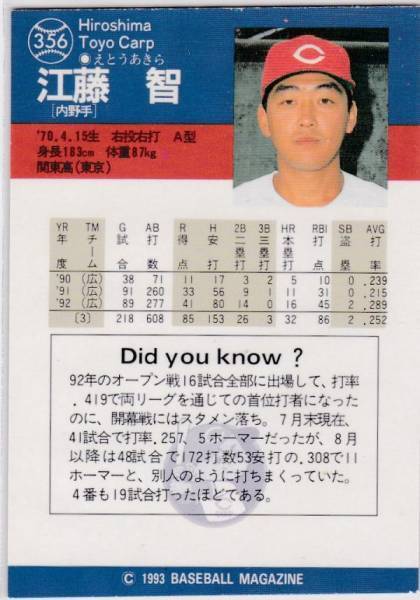 356
Hiroshima
Toyo Carp
●えとうあきら
江藤 智
[内野手]
'70.4.15生 右投右打 A型
身長183cm 体重87kg
関東高(東京)
YR TM G AB R H 2B 3B HR RBI SB AVG
年度 チーム 試合 打数 得点 安打 二塁打 三塁打 本塁打 打点 盗塁 打率
'90 (広) 38 71 11 17 3 2 5 10 0 .239
'91 (広) 91 260 33 56 9 1 11 31 0 .215
'92 (広) 89 277 41 80 14 0 16 45 2 .289
[3] 218 608 85 153 26 3 32 86 2 .252
Did you know ?
92年のオープン戦16試合全部に出場して、打率
.419で両リーグを通じての首位打者になった
のに、開幕戦にはスタメン落ち。7月末現在、
41試合で打率.257、5ホーマーだったが、8月
以降は48試合で172打数53安打の.308で11
ホーマーと、別人のように打ちまくっていた。
4番も19試合打ったほどである。
© 1993 BASEBALL MAGAZINE